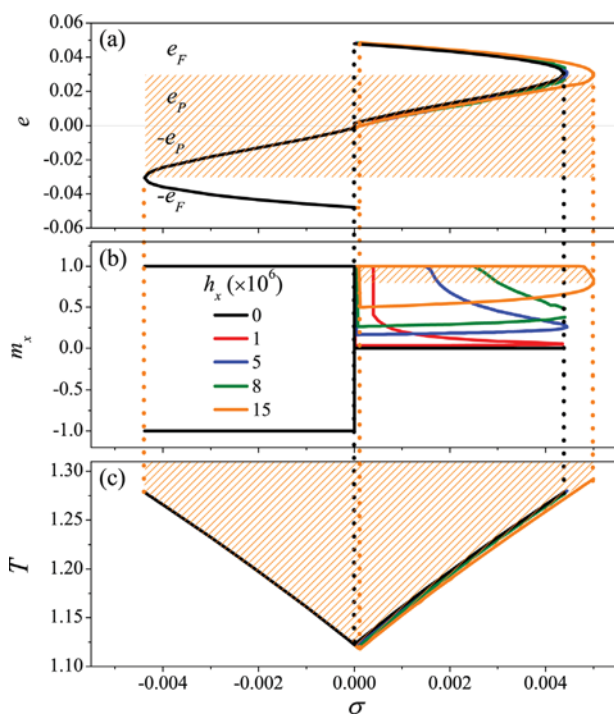 (a)
0.06
0.04
0.02
0.00
-0.02
-0.04
-0.06
e
e_F
e_P
-e_P
-e_F
(b)
1.0
0.5
0.0
-0.5
-1.0
m_x
h_x (×10^6)
0
1
5
8
15
(c)
1.30
1.25
1.20
1.15
1.10
T
-0.004 -0.002 0.000 0.002 0.004
σ